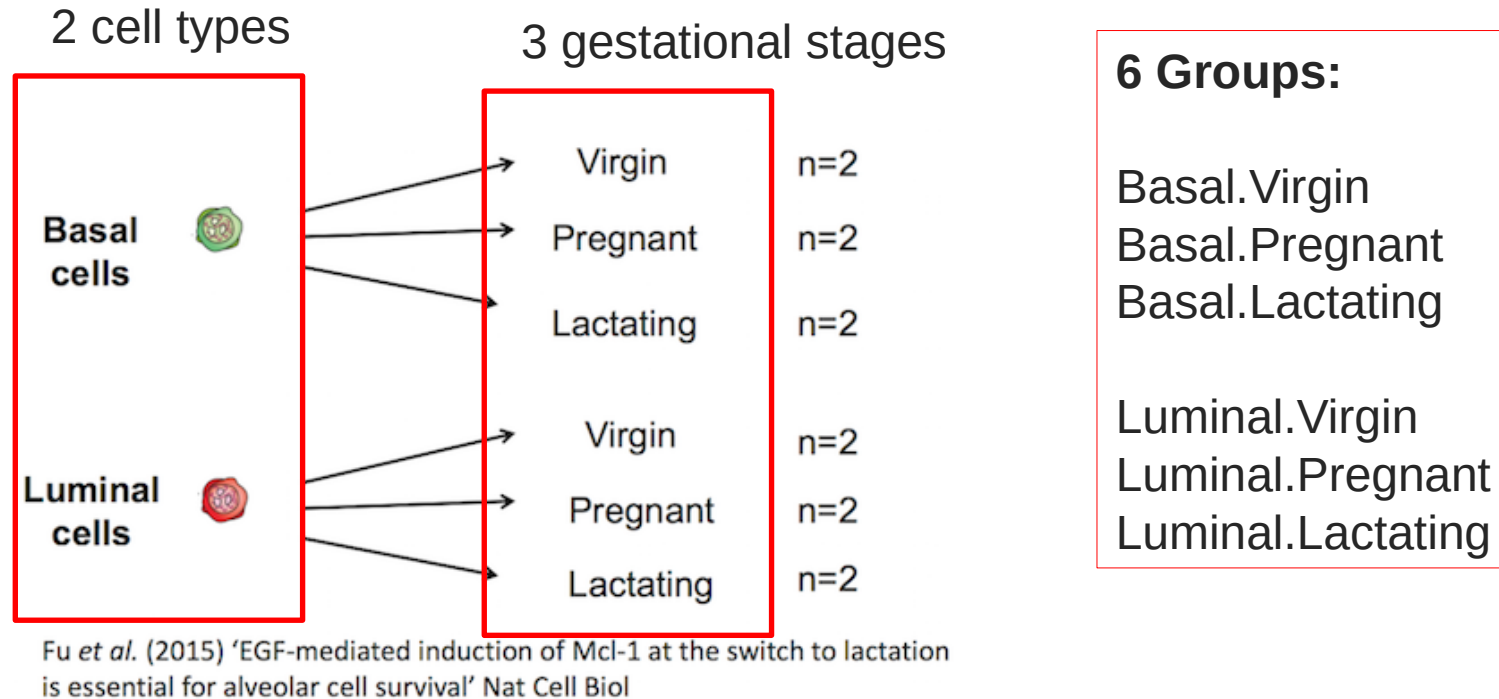 2 cell types
3 gestational stages
Basal
cells
Virgin n=2
Pregnant n=2
Lactating n=2
Luminal
cells
Virgin n=2
Pregnant n=2
Lactating n=2
6 Groups:
Basal.Virgin
Basal.Pregnant
Basal.Lactating
Luminal.Virgin
Luminal.Pregnant
Luminal.Lactating
Fu et al. (2015) ‘EGF-mediated induction of Mcl-1 at the switch to lactation
is essential for alveolar cell survival’ Nat Cell Biol